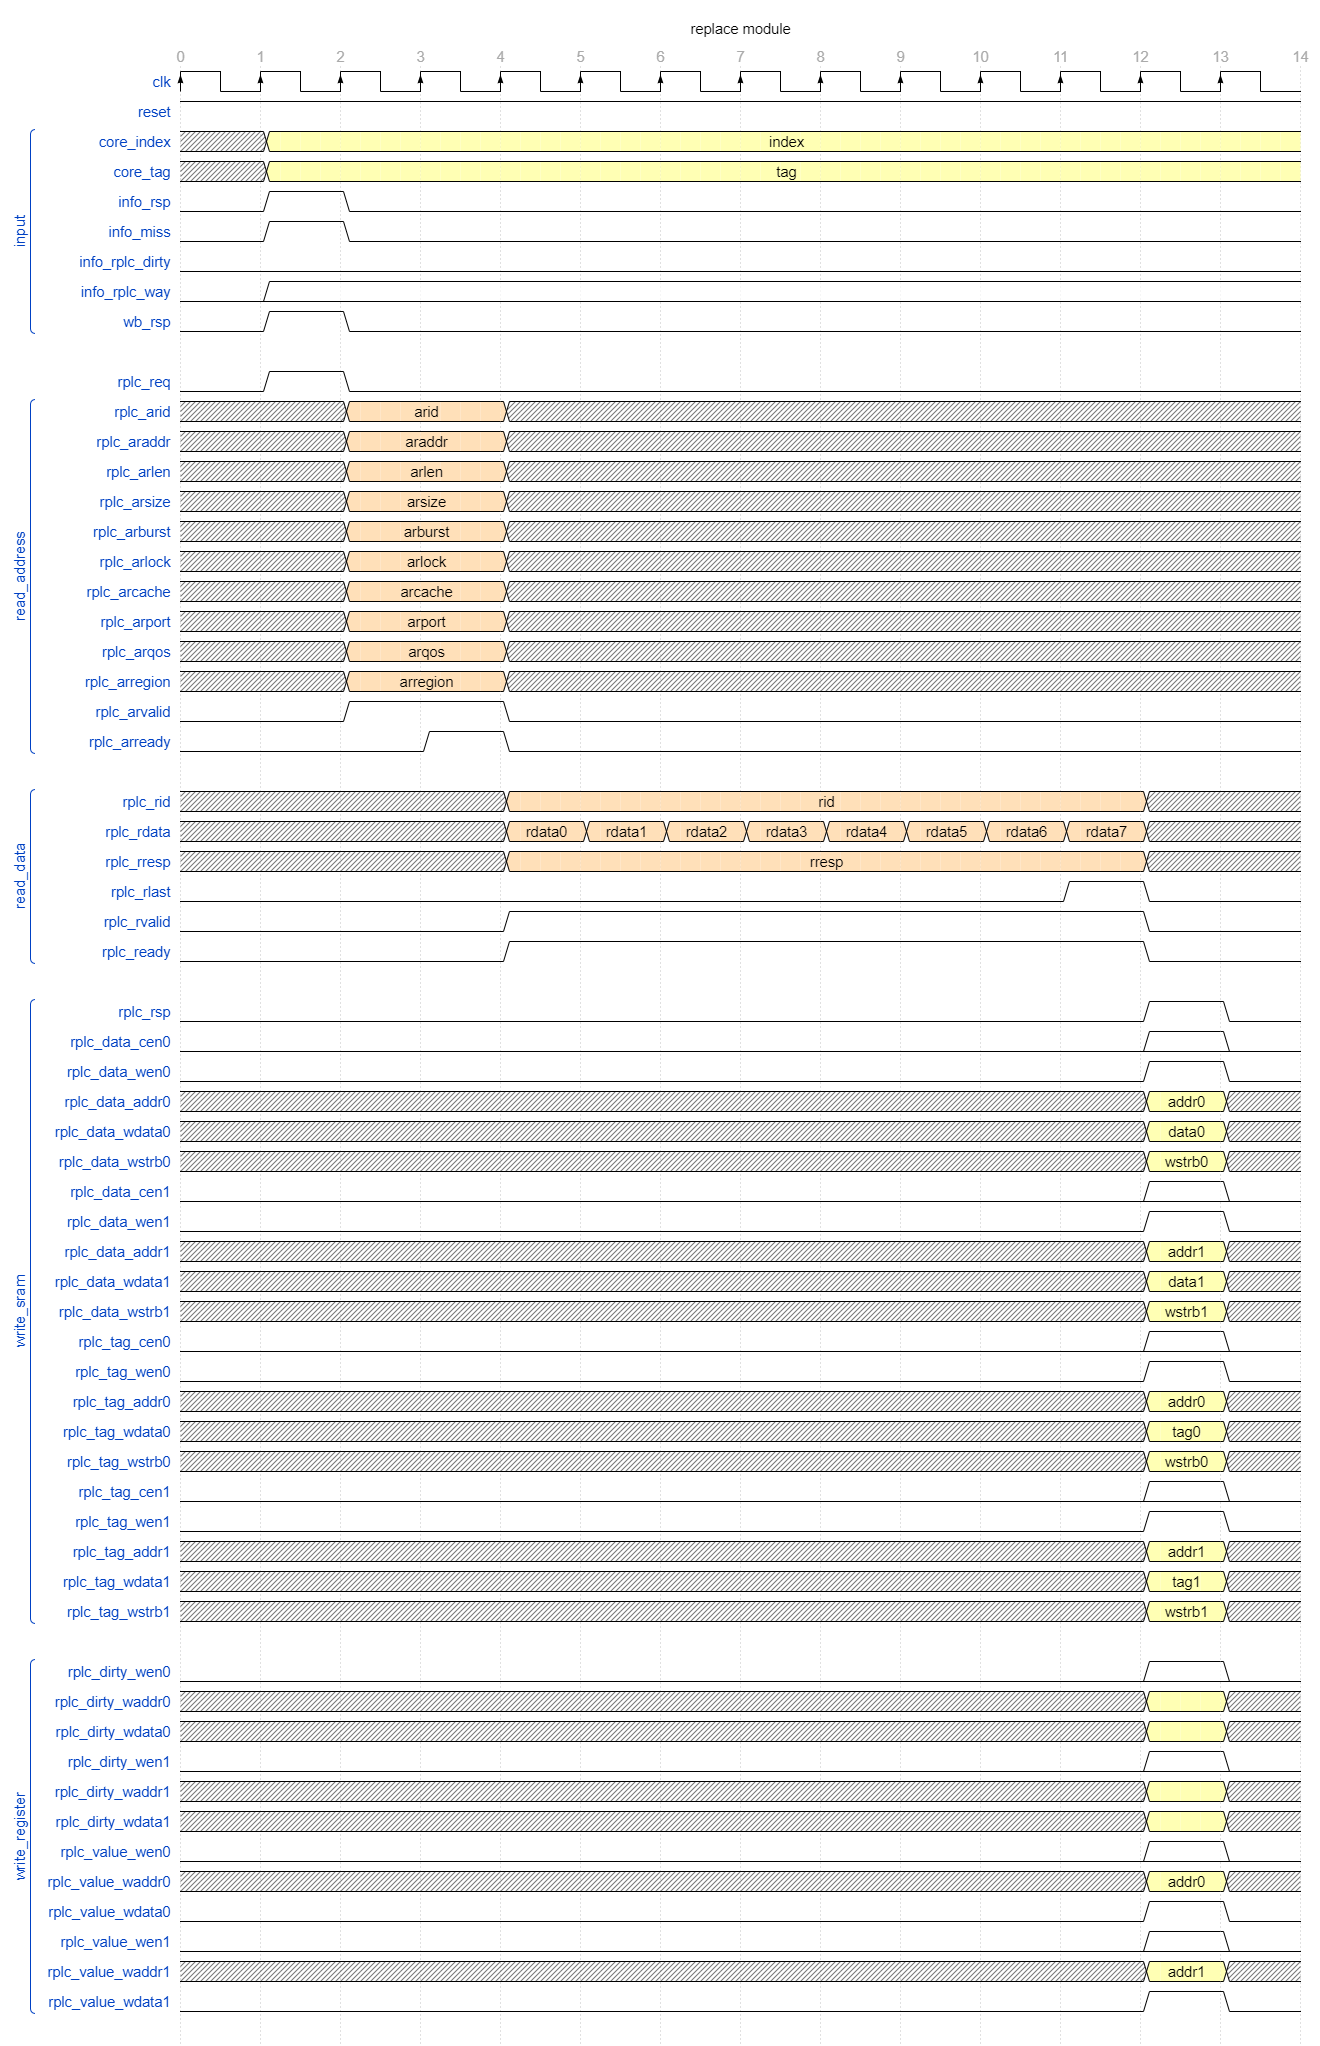 replace module
0 1 2 3 4 5 6 7 8 9 10 11 12 13 14
clk
reset
input
core_index index
core_tag tag
info_rsp
info_miss
info_rplc_dirty
info_rplc_way
wb_rsp
rplc_req
read_address
rplc_arid arid
rplc_araddr araddr
rplc_arlen arlen
rplc_arsize arsize
rplc_arburst arburst
rplc_arlock arlock
rplc_arcache arcache
rplc_arport arport
rplc_arqos arqos
rplc_arregion arregion
rplc_arvalid
rplc_arready
read_data
rplc_rid rid
rplc_rdata rdata0 rdata1 rdata2 rdata3 rdata4 rdata5 rdata6 rdata7
rplc_rresp rresp
rplc_rlast
rplc_rvalid
rplc_ready
write_sram
rplc_rsp
rplc_data_cen0
rplc_data_wen0
rplc_data_addr0 addr0
rplc_data_wdata0 data0
rplc_data_wstrb0 wstrb0
rplc_data_cen1
rplc_data_wen1
rplc_data_addr1 addr1
rplc_data_wdata1 data1
rplc_data_wstrb1 wstrb1
rplc_tag_cen0
rplc_tag_wen0
rplc_tag_addr0 addr0
rplc_tag_wdata0 tag0
rplc_tag_wstrb0 wstrb0
rplc_tag_cen1
rplc_tag_wen1
rplc_tag_addr1 addr1
rplc_tag_wdata1 tag1
rplc_tag_wstrb1 wstrb1
write_register
rplc_dirty_wen0
rplc_dirty_waddr0
rplc_dirty_wdata0
rplc_dirty_wen1
rplc_dirty_waddr1
rplc_dirty_wdata1
rplc_value_wen0
rplc_value_waddr0 addr0
rplc_value_wdata0
rplc_value_wen1
rplc_value_waddr1 addr1
rplc_value_wdata1